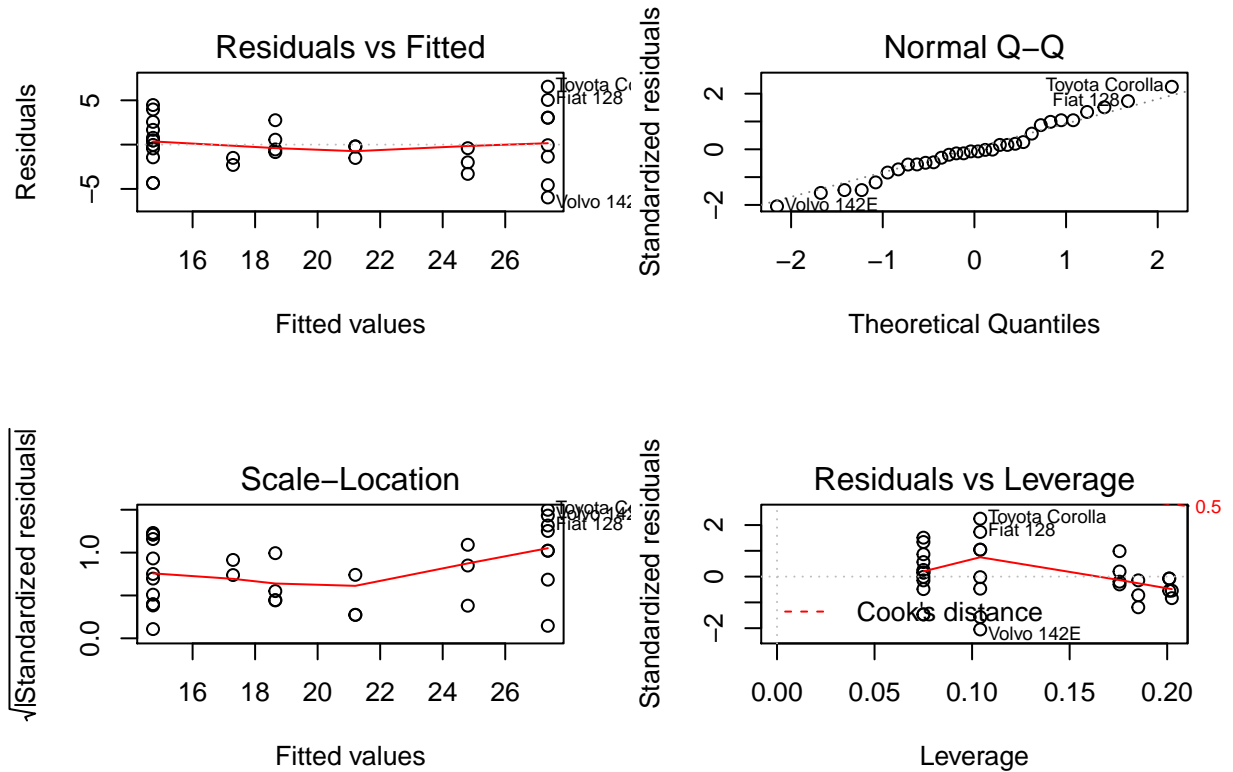 Residuals vs Fitted
Residuals
−5
5
Toyota Co
Fiat 128
Volvo 142
16 18 20 22 24 26
Fitted values
Normal Q−Q
Standardized residuals
−2 0 2
Toyota Corolla
Fiat 128
Volvo 142E
−2 −1 0 1 2
Theoretical Quantiles
Scale−Location
√|Standardized residuals|
0.0 1.0
Toyota Co
Volvo 142
Fiat 128
16 18 20 22 24 26
Fitted values
Residuals vs Leverage
Standardized residuals
−2 0 2
0.5
Toyota Corolla
Fiat 128
Cook's distance
Volvo 142E
0.00 0.05 0.10 0.15 0.20
Leverage